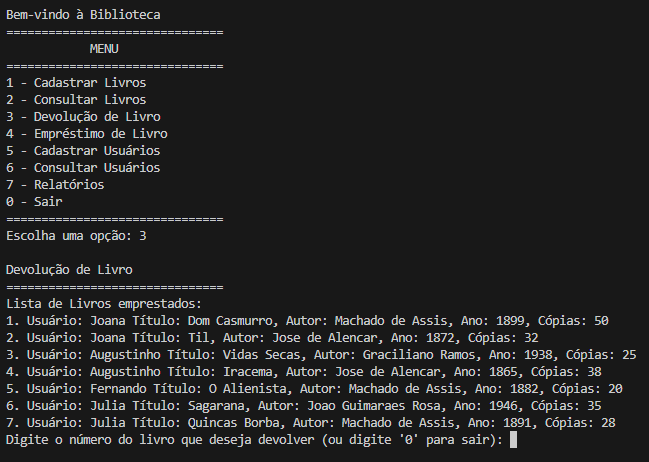 Bem-vindo à Biblioteca
===============================
MENU
===============================
1 - Cadastrar Livros
2 - Consultar Livros
3 - Devolução de Livro
4 - Empréstimo de Livro
5 - Cadastrar Usuários
6 - Consultar Usuários
7 - Relatórios
0 - Sair
===============================
Escolha uma opção: 3
Devolução de Livro
===============================
Lista de Livros emprestados:
1. Usuário: Joana Título: Dom Casmurro, Autor: Machado de Assis, Ano: 1899, Cópias: 50
2. Usuário: Joana Título: Til, Autor: Jose de Alencar, Ano: 1872, Cópias: 32
3. Usuário: Augustinho Título: Vidas Secas, Autor: Graciliano Ramos, Ano: 1938, Cópias: 25
4. Usuário: Augustinho Título: Iracema, Autor: Jose de Alencar, Ano: 1865, Cópias: 38
5. Usuário: Fernando Título: O Alienista, Autor: Machado de Assis, Ano: 1882, Cópias: 20
6. Usuário: Julia Título: Sagarana, Autor: Joao Guimaraes Rosa, Ano: 1946, Cópias: 35
7. Usuário: Julia Título: Quincas Borba, Autor: Machado de Assis, Ano: 1891, Cópias: 28
Digite o número do livro que deseja devolver (ou digite '0' para sair):